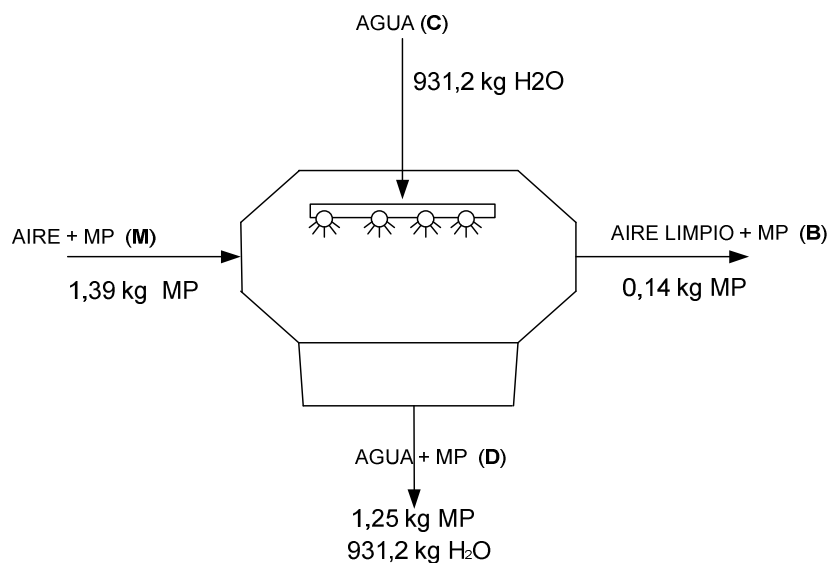 AGUA (C)
931,2 kg H2O
AIRE + MP (M)
1,39 kg MP
AIRE LIMPIO + MP (B)
0,14 kg MP
AGUA + MP (D)
1,25 kg MP
931,2 kg H₂O